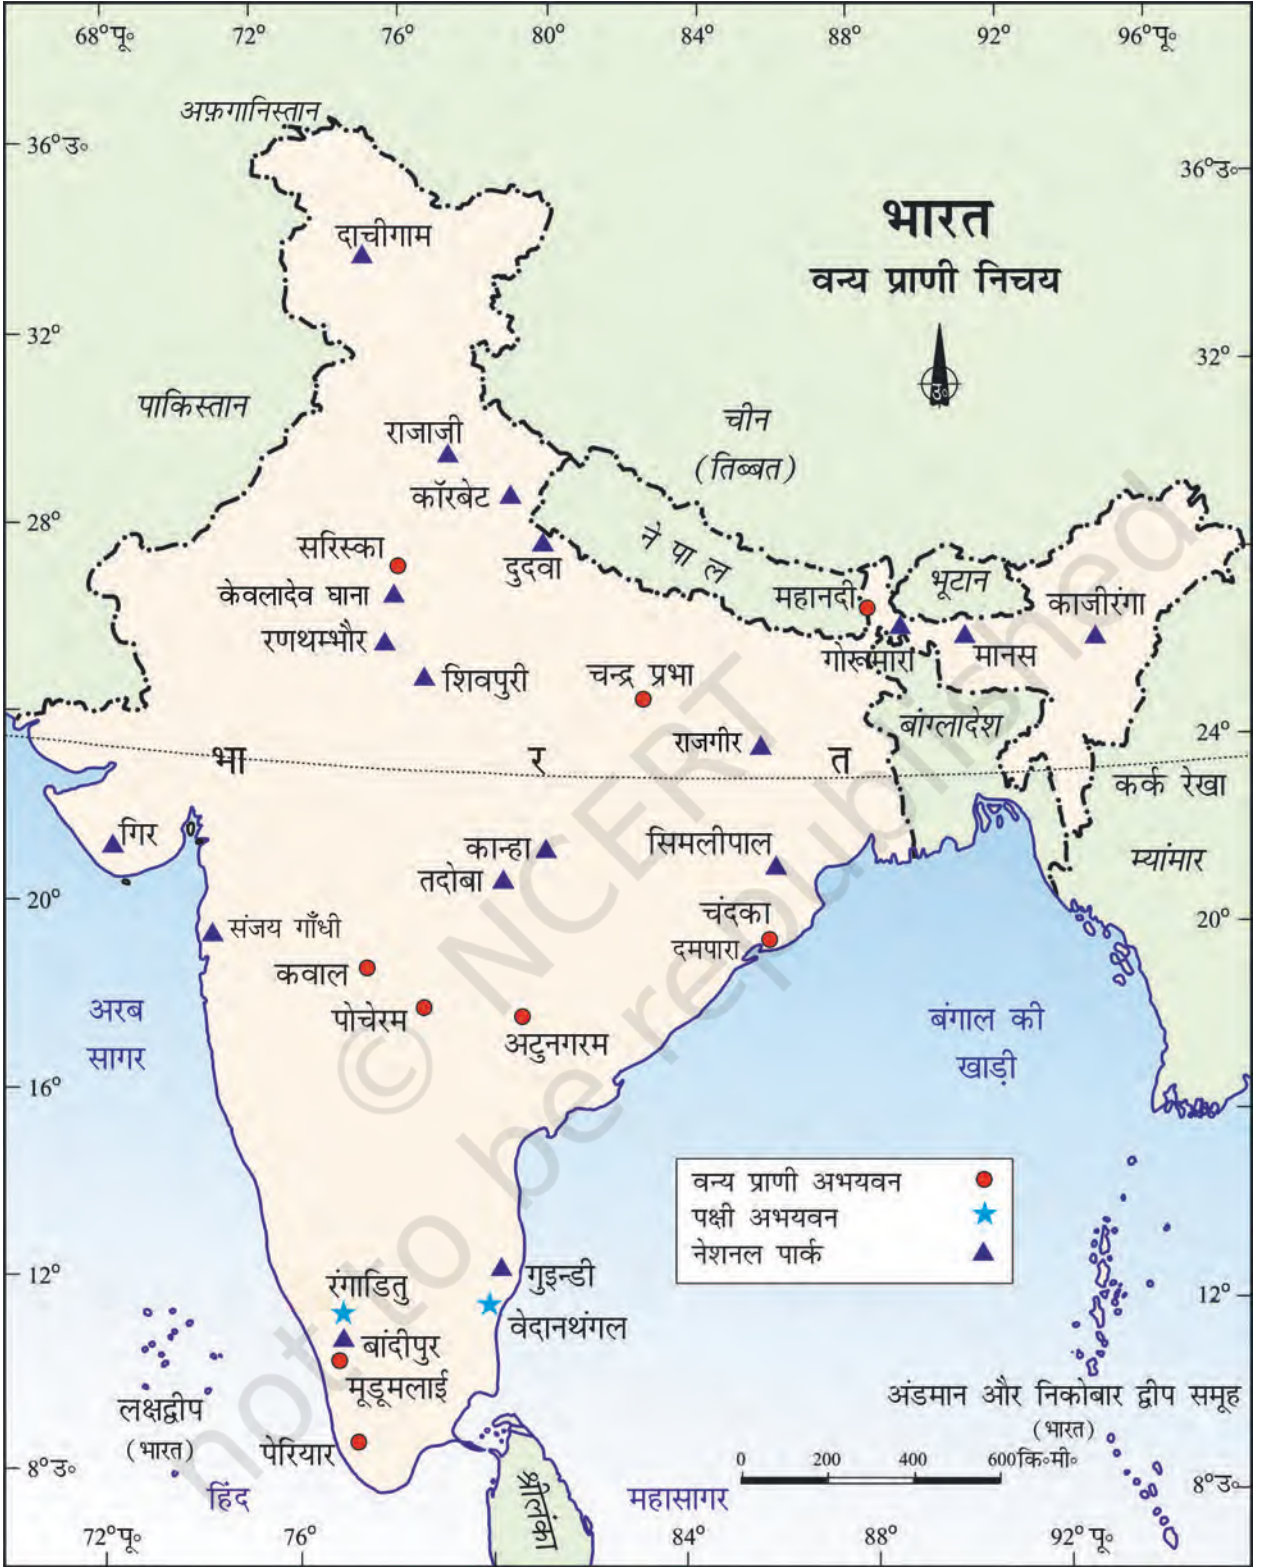 68°पू॰ 72° 76° 80° 84° 88° 92° 96°पू॰
अफ़गानिस्तान
36°उ॰
36°उ॰
भारत
दाचीगाम
वन्य प्राणी निचय
32°
32°
उ॰
पाकिस्तान
चीन
(तिब्बत)
राजाजी
कॉरबेट
28°
सरिस्का
दुदवा
ने पा ल
केवलादेव घाना
महानदी
भूटान
काजीरंगा
रणथम्भौर
गोरूमारा
मानस
शिवपुरी
चन्द्र प्रभा
बांग्लादेश
राजगीर
24°
भा र त
कर्क रेखा
गिर
कान्हा
सिमलीपाल
म्यांमार
तदोबा
20°
20°
संजय गाँधी
चंदका
दमपारा
कवाल
पोचेरम
अटुनगरम
अरब
सागर
बंगाल की
खाड़ी
16°
वन्य प्राणी अभयवन
पक्षी अभयवन
नेशनल पार्क
12°
12°
रंगाडितु
गुइन्डी
वेदानथंगल
बांदीपुर
मूडूमलाई
लक्षद्वीप
(भारत)
अंडमान और निकोबार द्वीप समूह
(भारत)
पेरियार
0 200 400 600कि॰मी॰
8°उ॰
8°उ॰
हिंद
श्रीलंका
महासागर
72°पू॰ 76° 84° 88° 92°पू॰
© NCERT
not to be republished